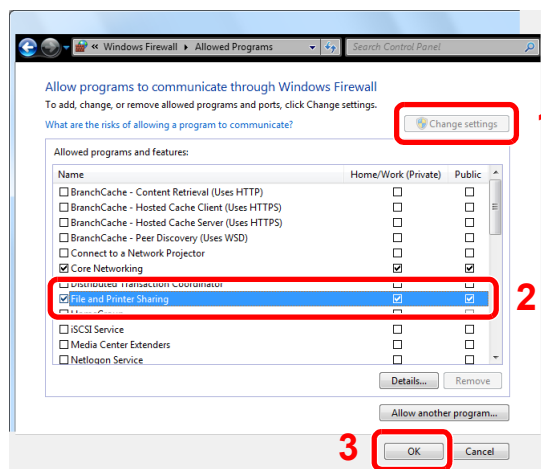 « Windows Firewall ▸ Allowed Programs
Search Control Panel
Allow programs to communicate through Windows Firewall
To add, change, or remove allowed programs and ports, click Change settings.
What are the risks of allowing a program to communicate?
Change settings
Allowed programs and features:
Name Home/Work (Private) Public
BranchCache - Content Retrieval (Uses HTTP)
BranchCache - Hosted Cache Client (Uses HTTPS)
BranchCache - Hosted Cache Server (Uses HTTPS)
BranchCache - Peer Discovery (Uses WSD)
Connect to a Network Projector
Core Networking
Distributed Transaction Coordinator
File and Printer Sharing
2
HomeGroup
iSCSI Service
Media Center Extenders
Netlogon Service
Details... Remove
Allow another program...
3 OK Cancel